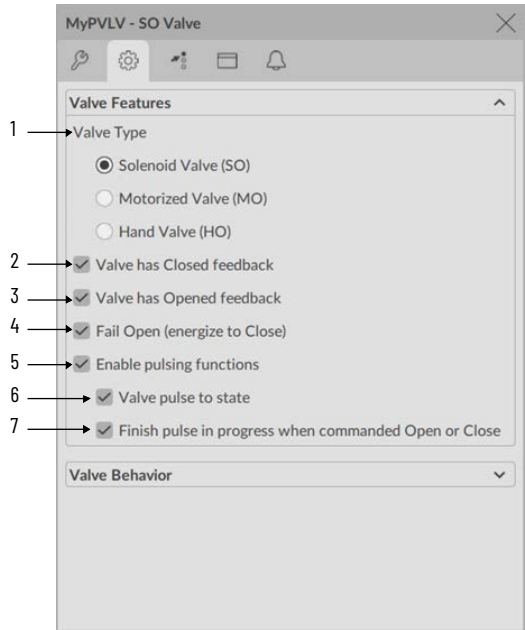 MyPVLV - SO Valve
Valve Features
1 Valve Type
Solenoid Valve (SO)
Motorized Valve (MO)
Hand Valve (HO)
2 Valve has Closed feedback
3 Valve has Opened feedback
4 Fail Open (energize to Close)
5 Enable pulsing functions
6 Valve pulse to state
7 Finish pulse in progress when commanded Open or Close
Valve Behavior